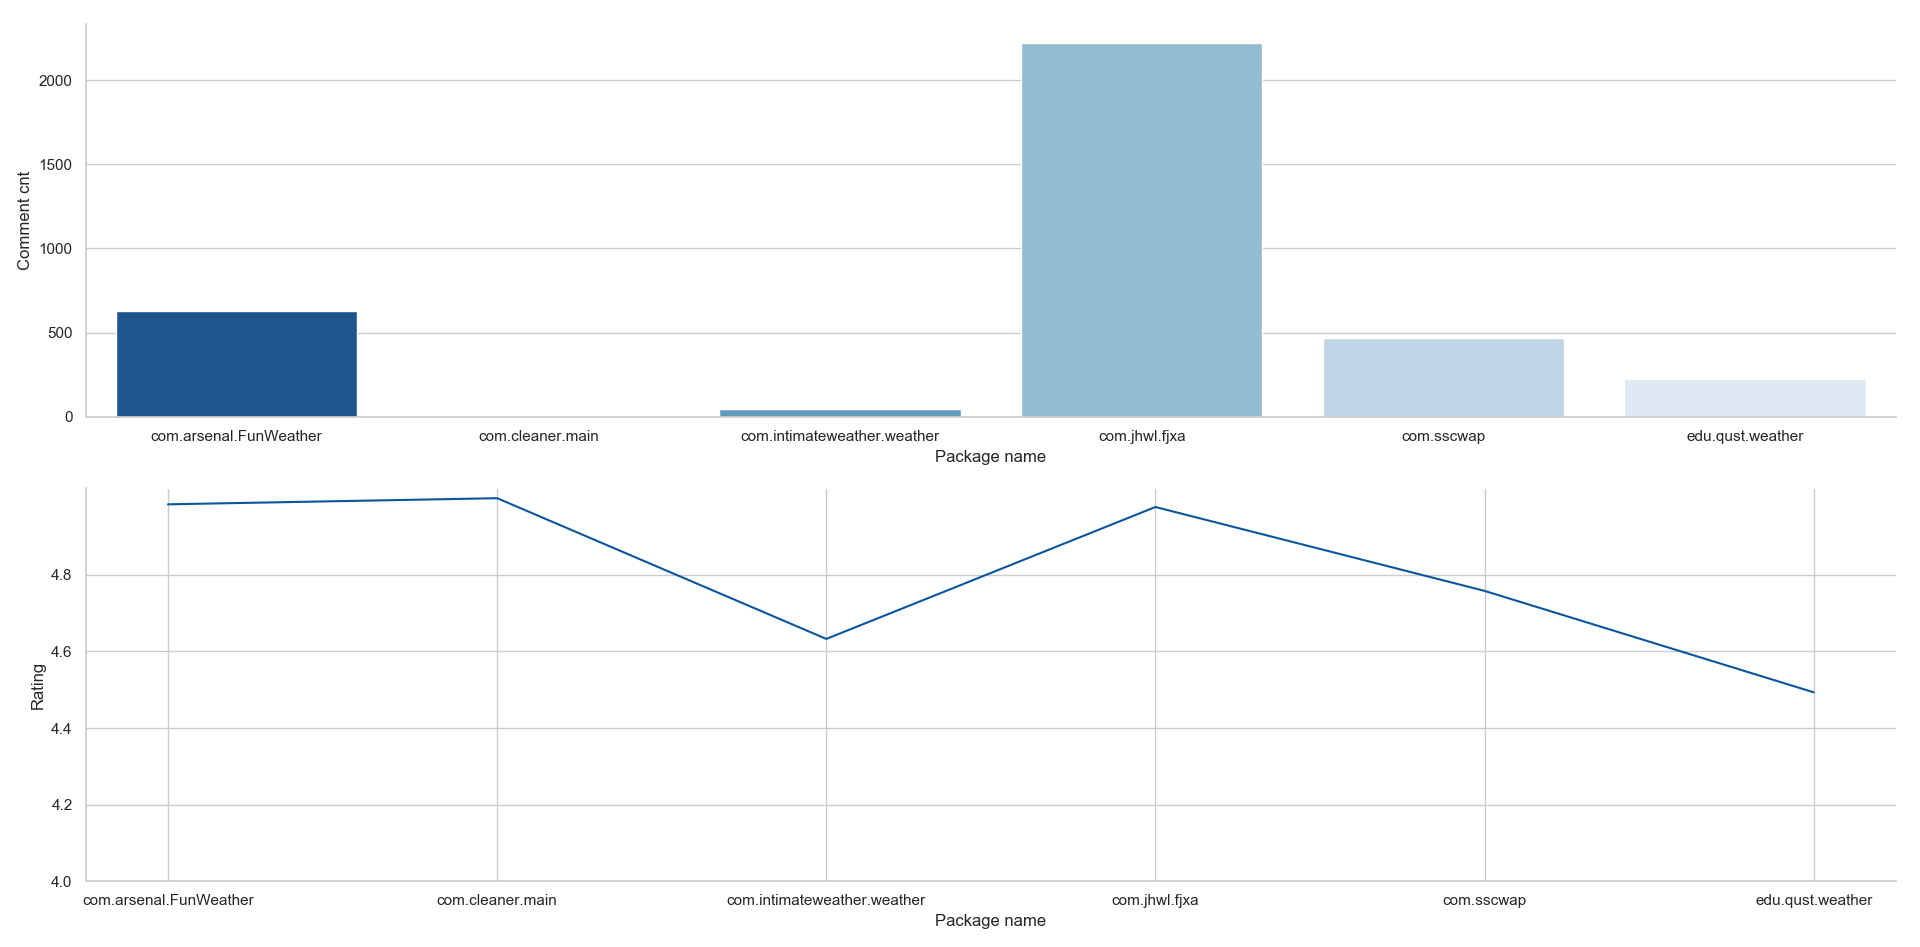 2000
1500
1000
500
0
Comment cnt
com.arsenal.FunWeather com.cleaner.main com.intimateweather.weather com.jhwl.fjxa com.sscwap edu.qust.weather
Package name
4.8
4.6
4.4
4.2
4.0
Rating
com.arsenal.FunWeather com.cleaner.main com.intimateweather.weather com.jhwl.fjxa com.sscwap edu.qust.weather
Package name